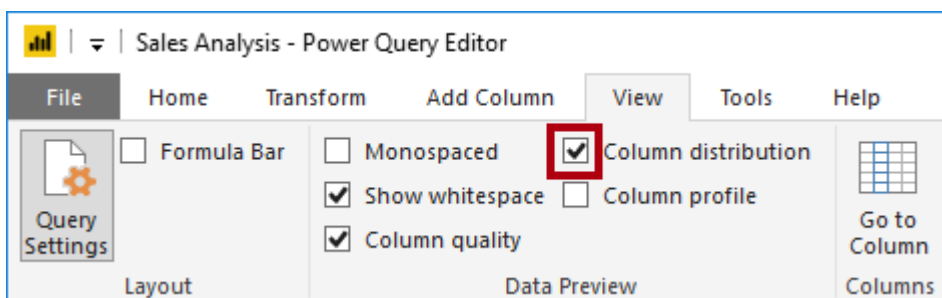 Sales Analysis - Power Query Editor
File Home Transform Add Column View Tools Help
Formula Bar Monospaced Column distribution
Show whitespace Column profile
Query Settings
Column quality
Go to Column
Layout Data Preview Columns